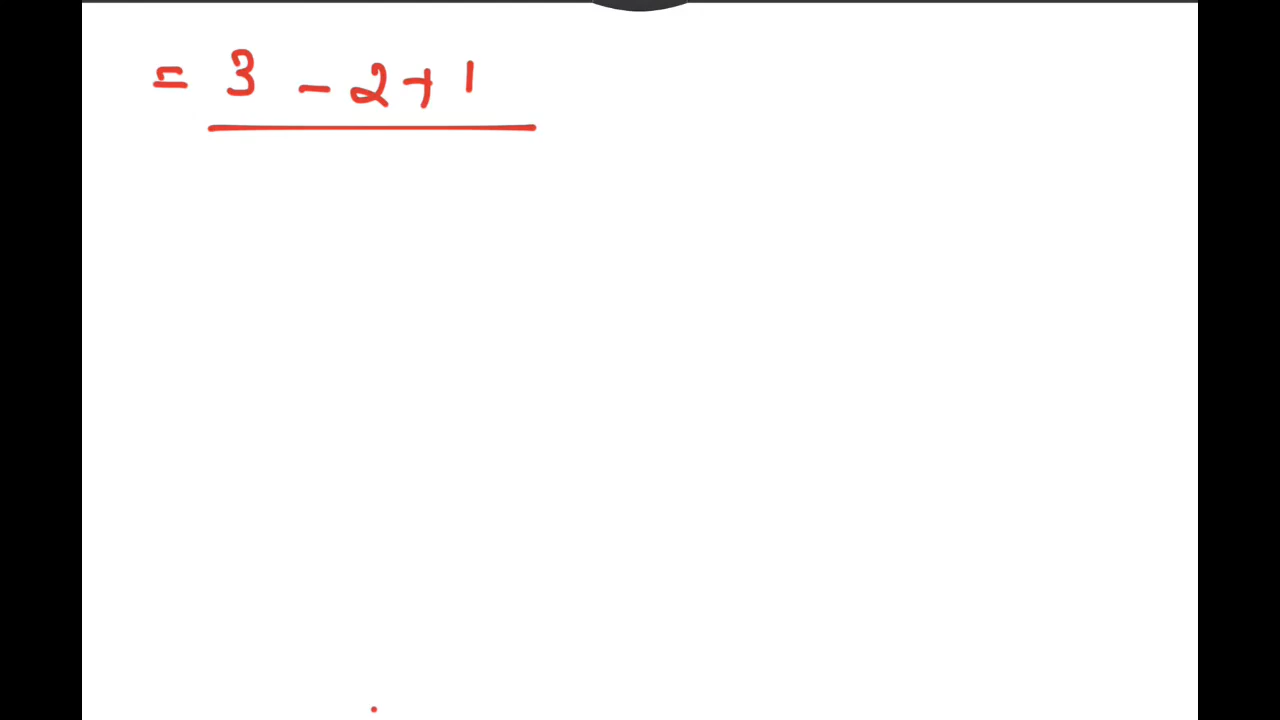 = 3 - 2 + 1